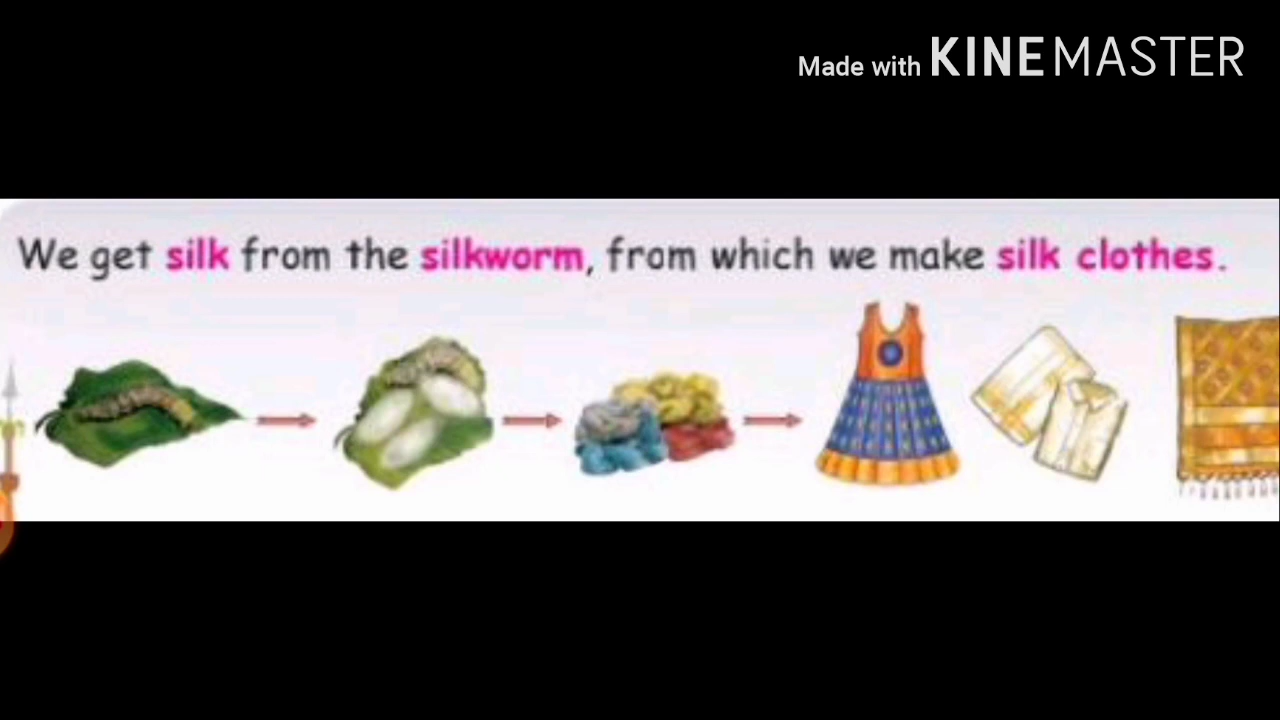 Made with KINEMASTER
We get silk from the silkworm, from which we make silk clothes.